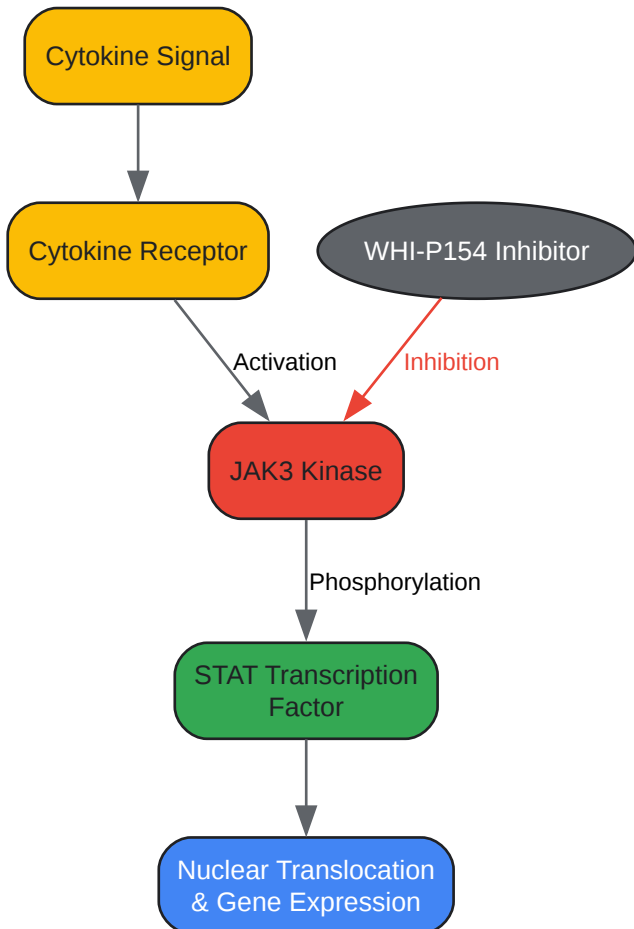 Cytokine Signal
Cytokine Receptor
WHI-P154 Inhibitor
Activation
Inhibition
JAK3 Kinase
Phosphorylation
STAT Transcription
Factor
Nuclear Translocation
& Gene Expression